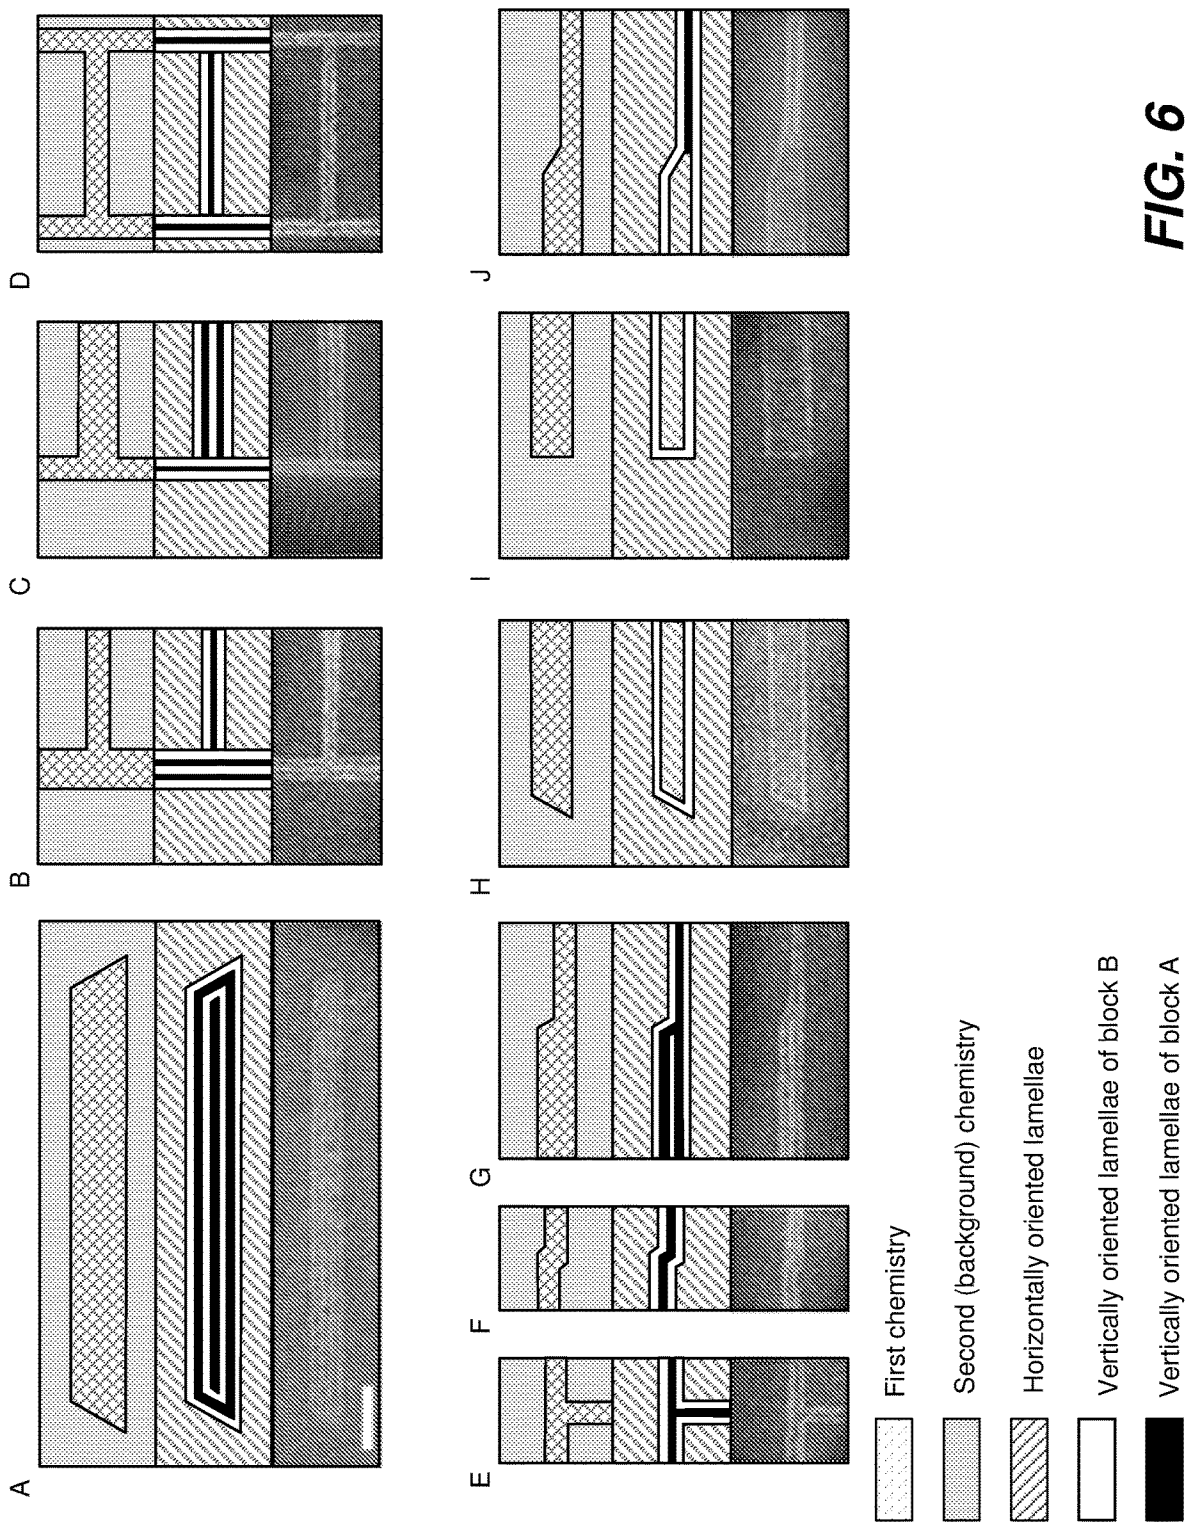 A
B
C
D
E
F
G
H
I
J
First chemistry
Second (background) chemistry
Horizontally oriented lamellae
Vertically oriented lamellae of block B
Vertically oriented lamellae of block A
FIG. 6